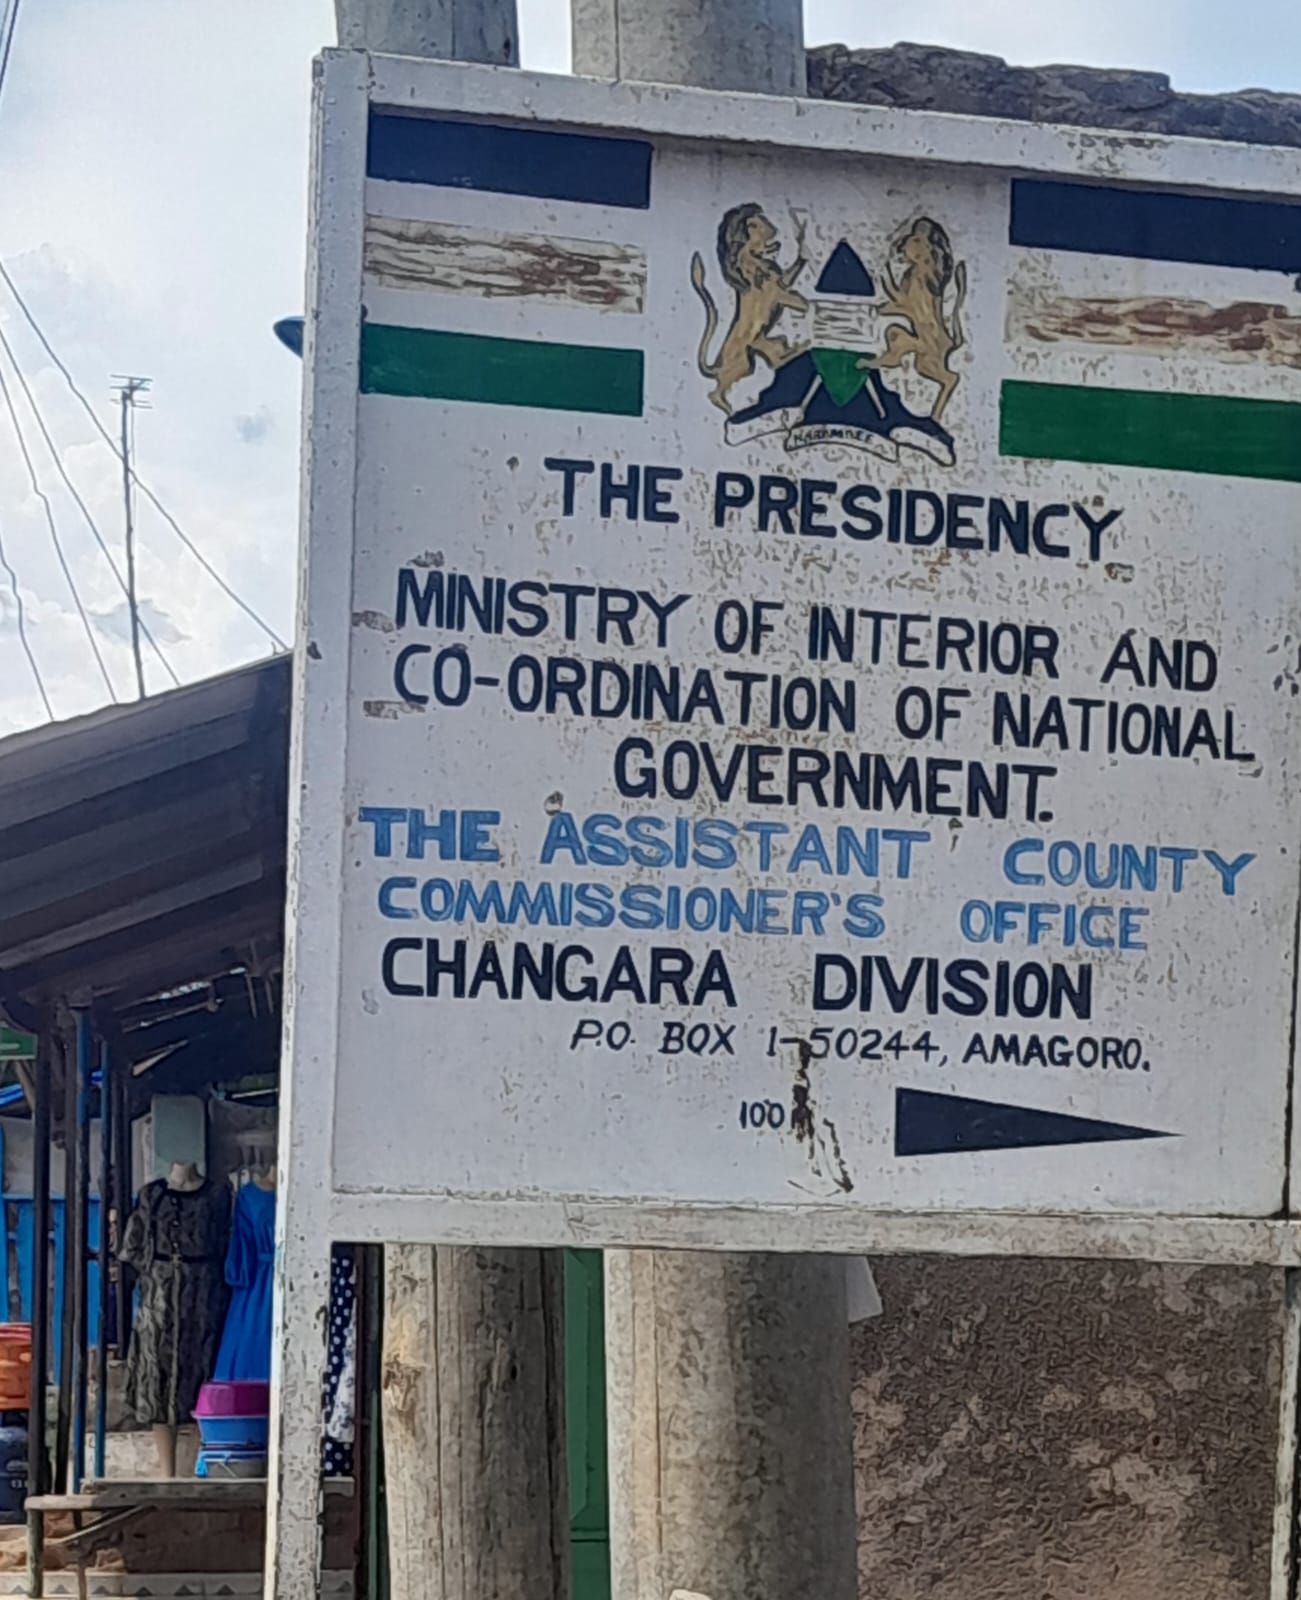 HARAMBEE
THE PRESIDENCY
MINISTRY OF INTERIOR AND
CO-ORDINATION OF NATIONAL
GOVERNMENT.
THE ASSISTANT COUNTY
COMMISSIONER'S OFFICE
CHANGARA DIVISION
P.O. BOX 1-50244, AMAGORO.
100